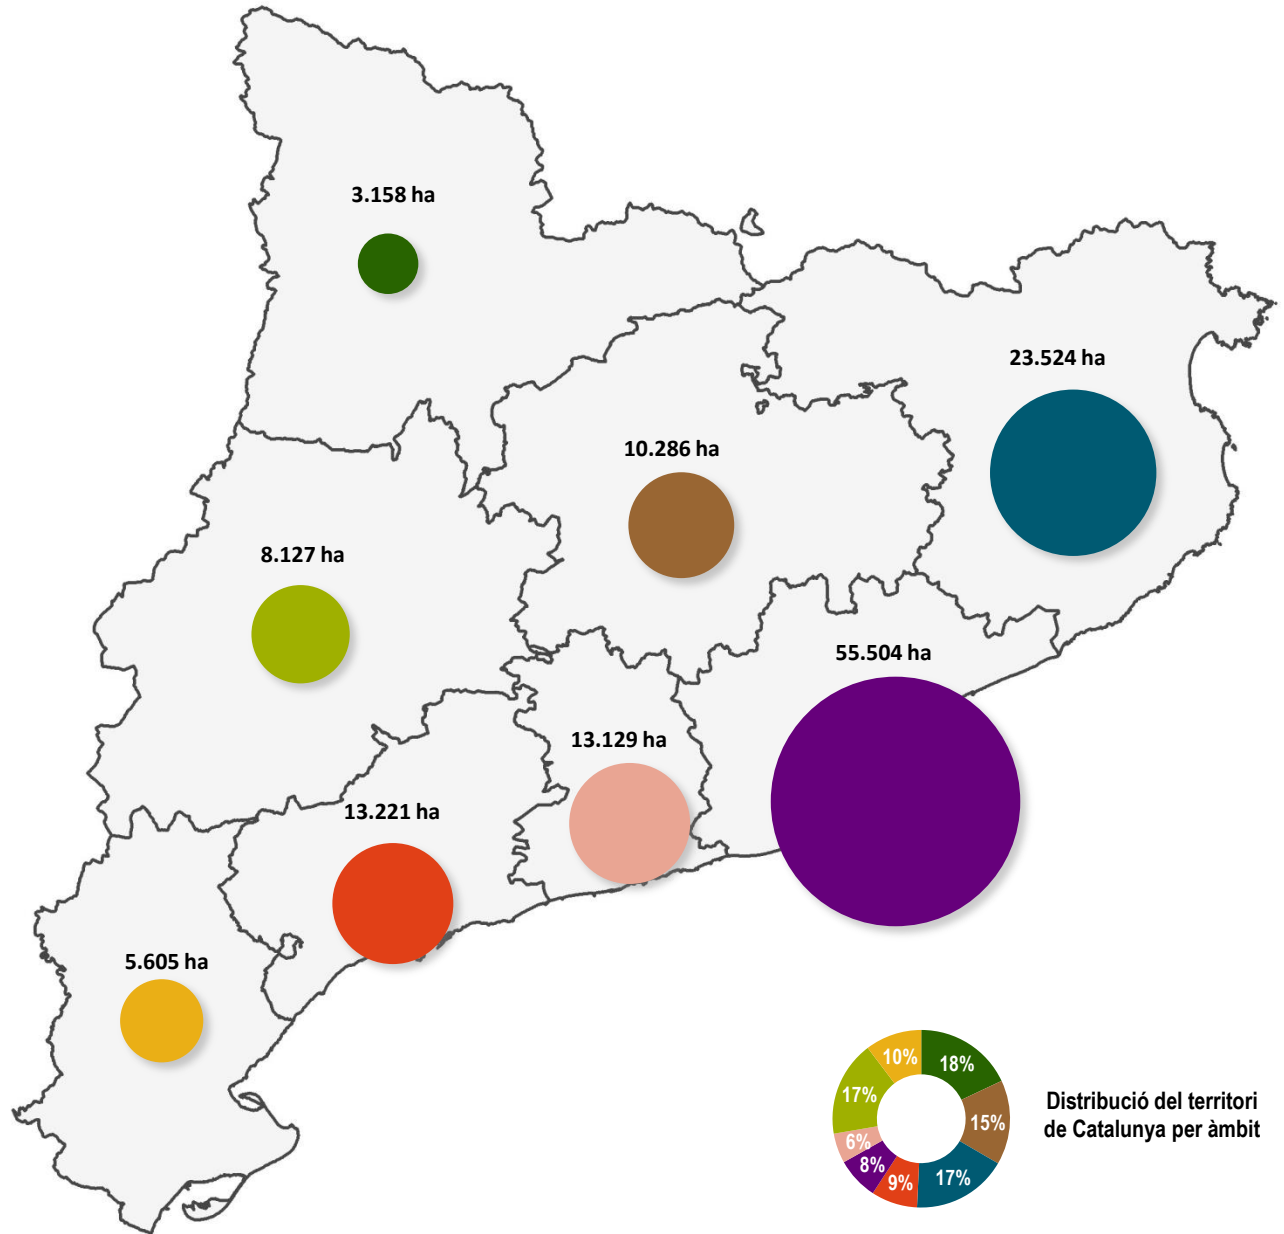 3.158 ha
23.524 ha
10.286 ha
8.127 ha
55.504 ha
13.129 ha
13.221 ha
5.605 ha
10%
18%
17%
15%
6%
8%
9%
17%
Distribució del territori
de Catalunya per àmbit